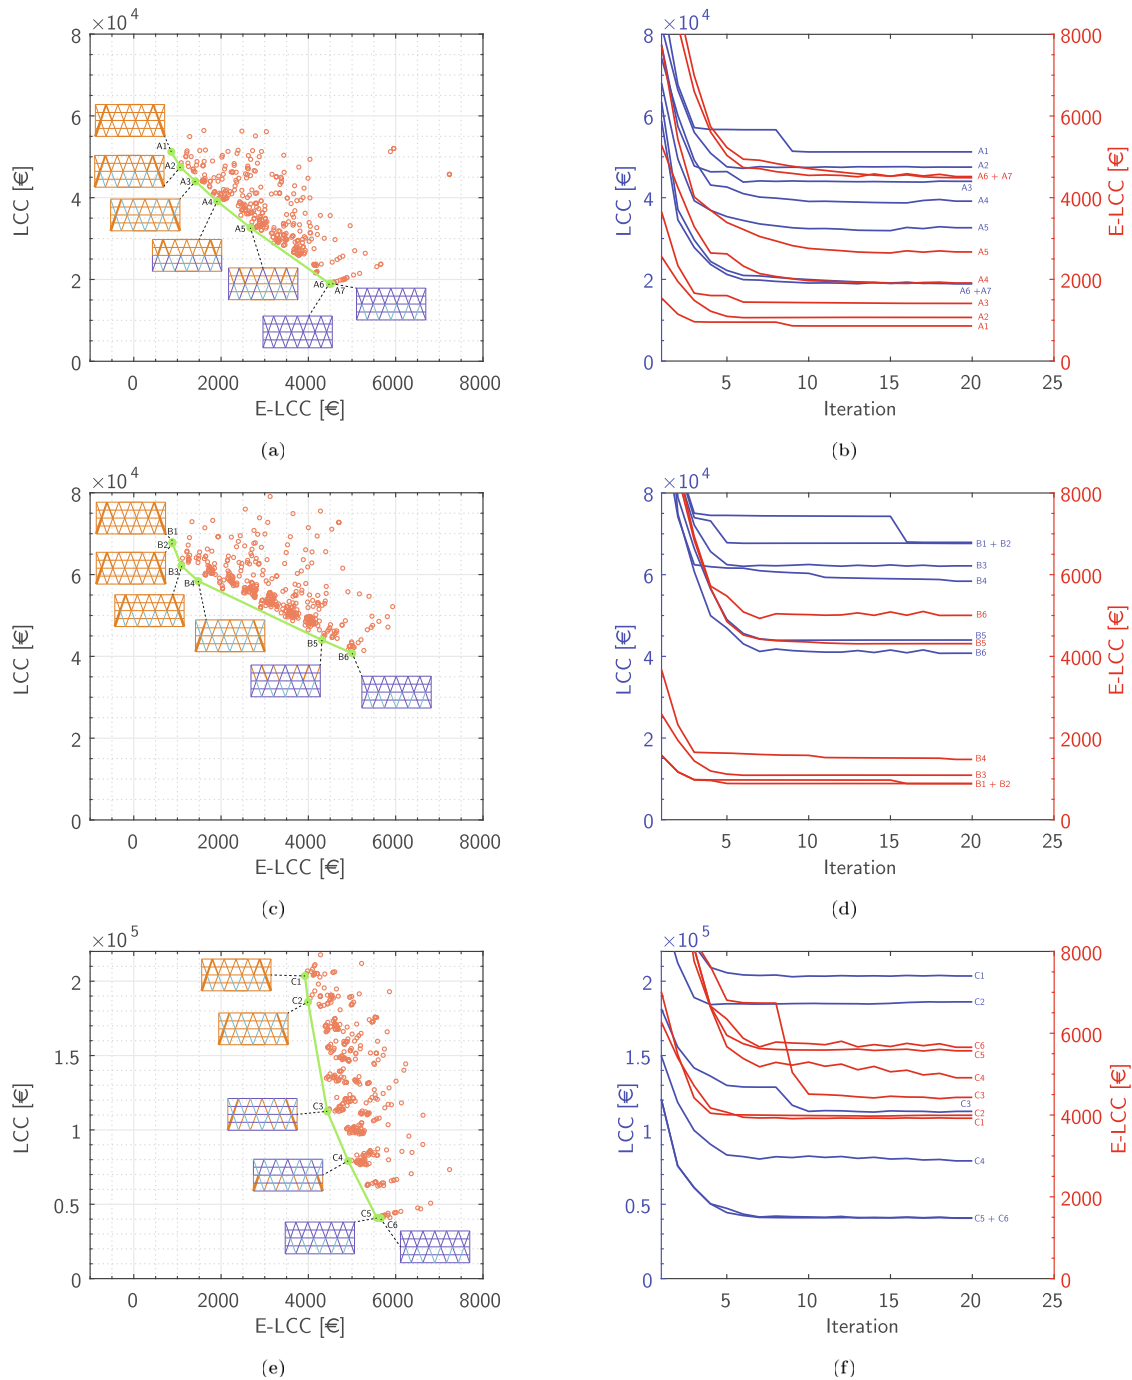 ×10⁴
8
6
4
2
0
LCC [€]
A1
A2
A3
A4
A5
A6
A7
0 2000 4000 6000 8000
E-LCC [€]
(a)
×10⁴
8
6
4
2
0
LCC [€]
8000
6000
4000
2000
0
E-LCC [€]
A1
A2
A6 + A7
A3
A4
A5
A5
A4
A6 +A7
A3
A2
A1
5 10 15 20 25
Iteration
(b)
×10⁴
8
6
4
2
0
LCC [€]
B1
B2
B3
B4
B5
B6
0 2000 4000 6000 8000
E-LCC [€]
(c)
×10⁴
8
6
4
2
0
LCC [€]
8000
6000
4000
2000
0
E-LCC [€]
B1 + B2
B3
B4
B6
B5
B5
B6
B4
B3
B1 + B2
5 10 15 20 25
Iteration
(d)
×10⁵
2
1.5
1
0.5
0
LCC [€]
C1
C2
C3
C4
C5
C6
0 2000 4000 6000 8000
E-LCC [€]
(e)
×10⁵
2
1.5
1
0.5
0
LCC [€]
8000
6000
4000
2000
0
E-LCC [€]
C1
C2
C6
C5
C4
C3
C3
C2
C1
C4
C5 + C6
5 10 15 20 25
Iteration
(f)